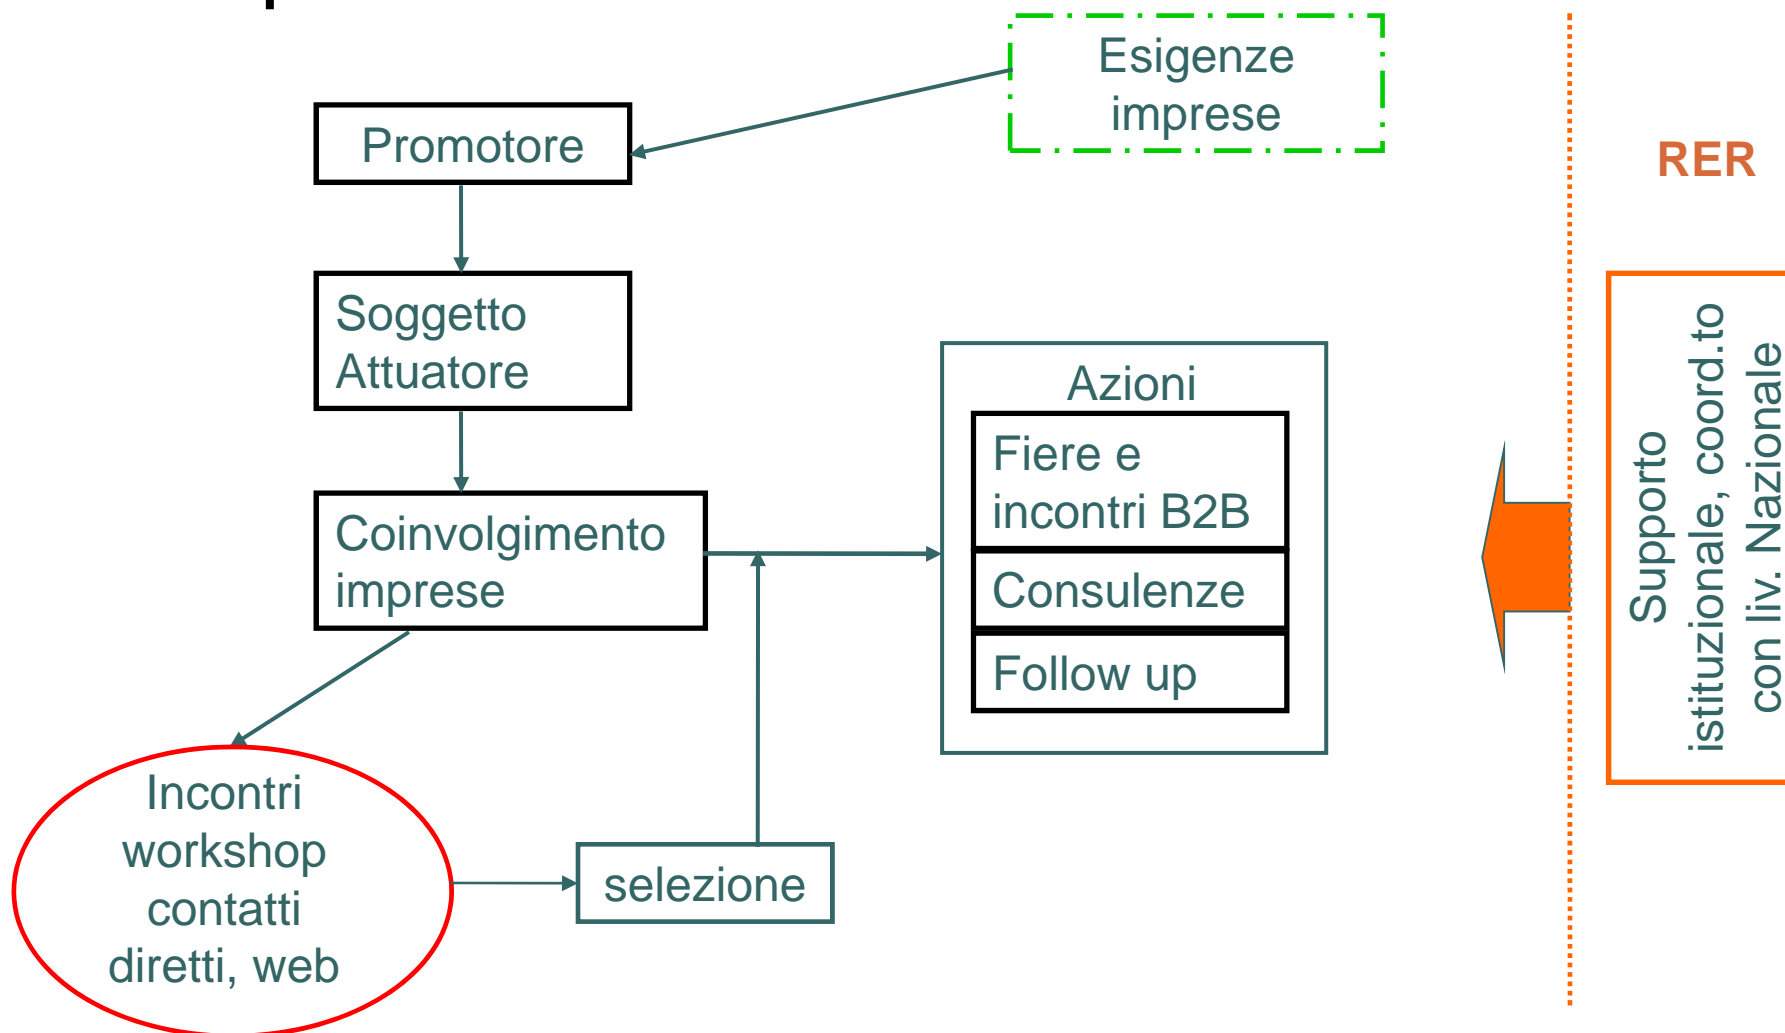 Esigenze
imprese
Promotore
RER
Soggetto
Attuatore
Azioni
Fiere e
incontri B2B
Consulenze
Follow up
Coinvolgimento
imprese
Supporto
istituzionale, coord.to
con liv. Nazionale
Incontri
workshop
contatti
diretti, web
selezione